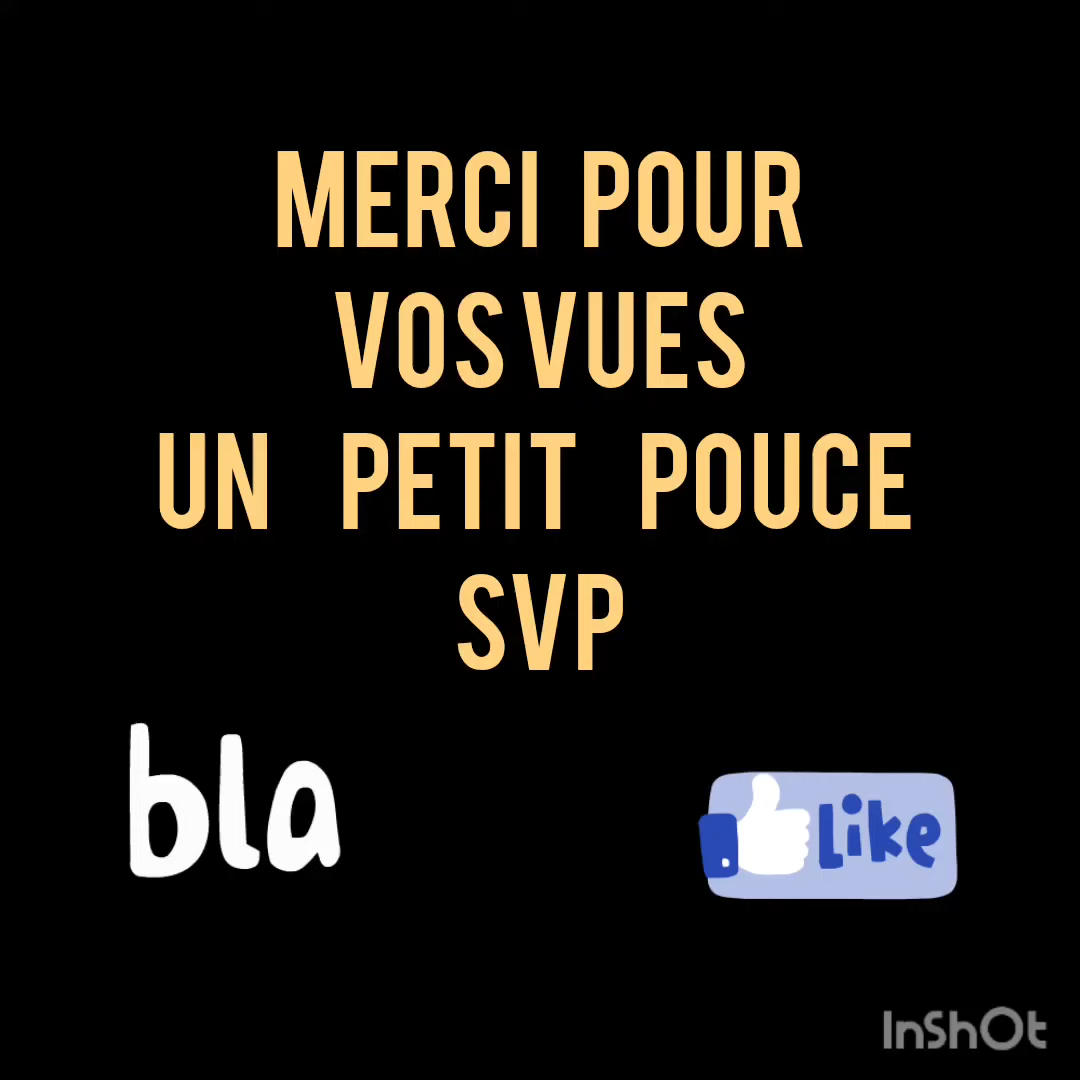 MERCI POUR
VOS VUES
UN PETIT POUCE
SVP
bla
like
InShOt